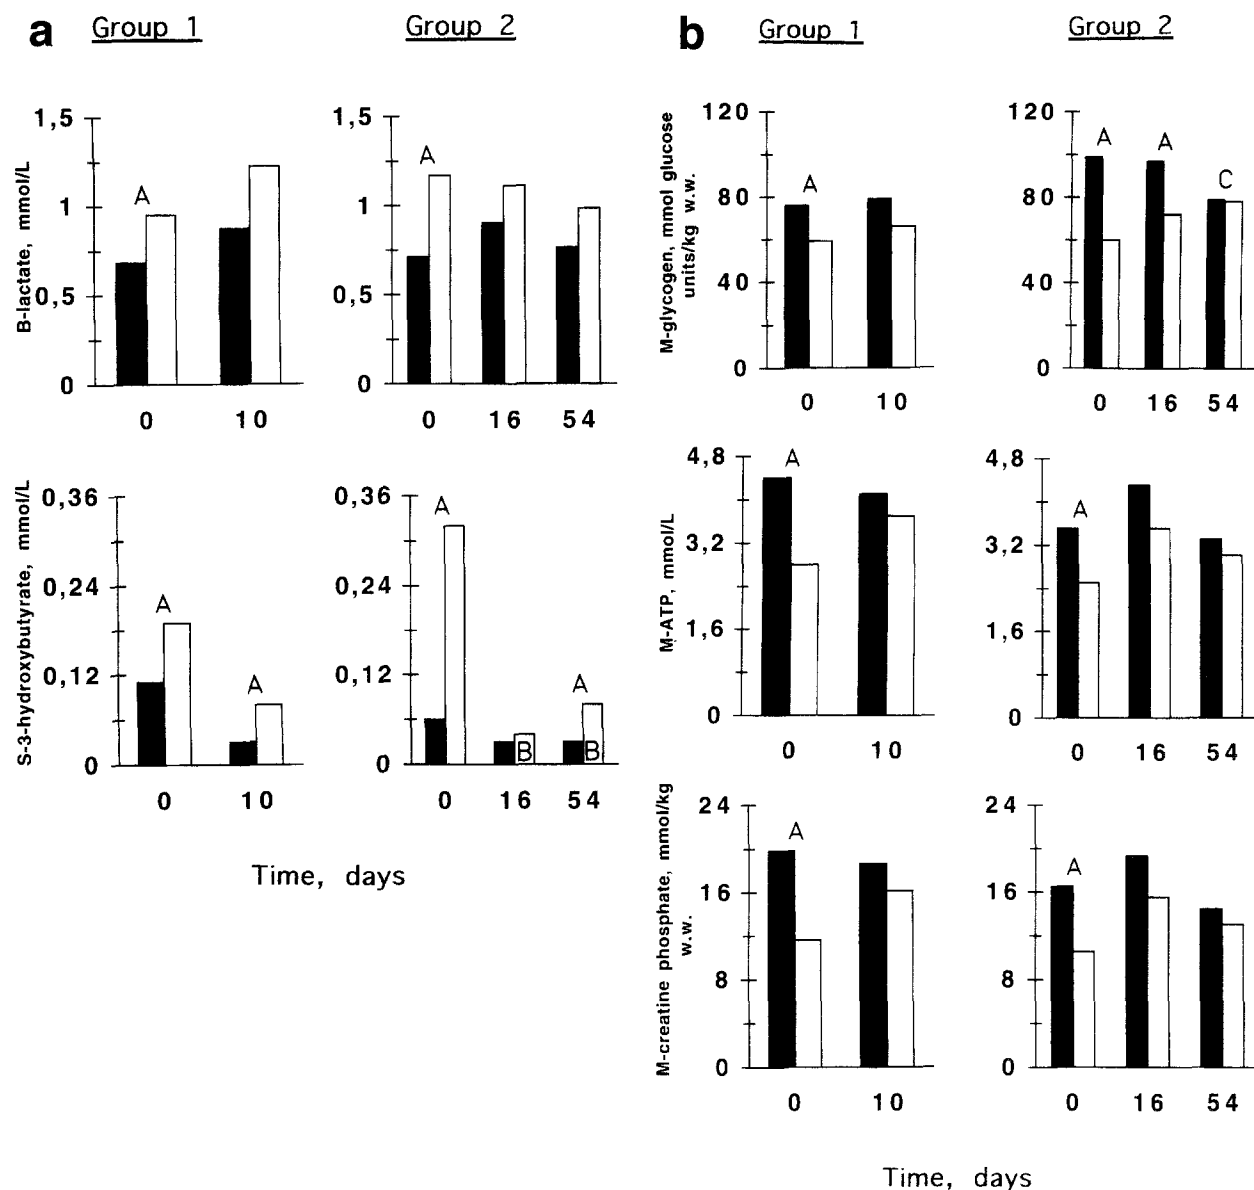 a Group 1 Group 2
B-lactate, mmol/L
1,5
1
0,5
0
A
0 10
1,5
1
0,5
0
A
0 16 54
S-3-hydroxybutyrate, mmol/L
0,36
0,24
0,12
0
A
A
0 10
0,36
0,24
0,12
0
A
B
A
B
0 16 54
Time, days
b Group 1 Group 2
M-glycogen, mmol glucose
units/kg w.w.
120
80
40
0
A
0 10
120
80
40
0
A
A
C
0 16 54
M-ATP, mmol/L
4,8
3,2
1,6
0
A
0 10
4,8
3,2
1,6
0
A
0 16 54
M-creatine phosphate, mmol/kg
w.w.
24
16
8
0
A
0 10
24
16
8
0
A
0 16 54
Time, days